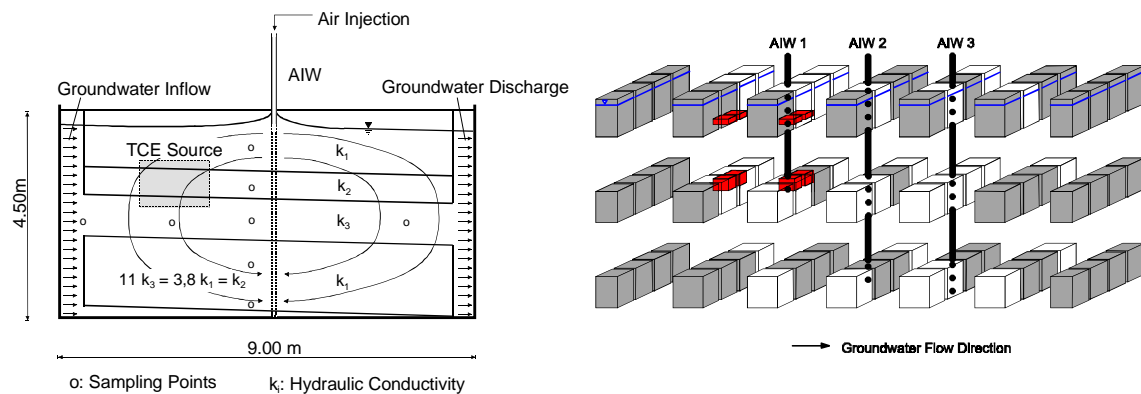 Air Injection
AIW
Groundwater Inflow
Groundwater Discharge
TCE Source
o
k₁
o
k₂
o
o
o
k₃
o
o
11 k₃ = 3,8 k₁ = k₂
k₁
o
4.50m
9.00 m
o: Sampling Points
kᵢ: Hydraulic Conductivity
AIW 1
AIW 2
AIW 3
Groundwater Flow Direction